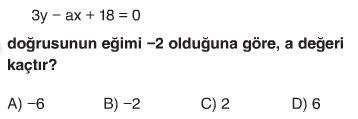 3y − ax + 18 = 0
doğrusunun eğimi −2 olduğuna göre, a değeri
kaçtır?
A) −6 B) −2 C) 2 D) 6